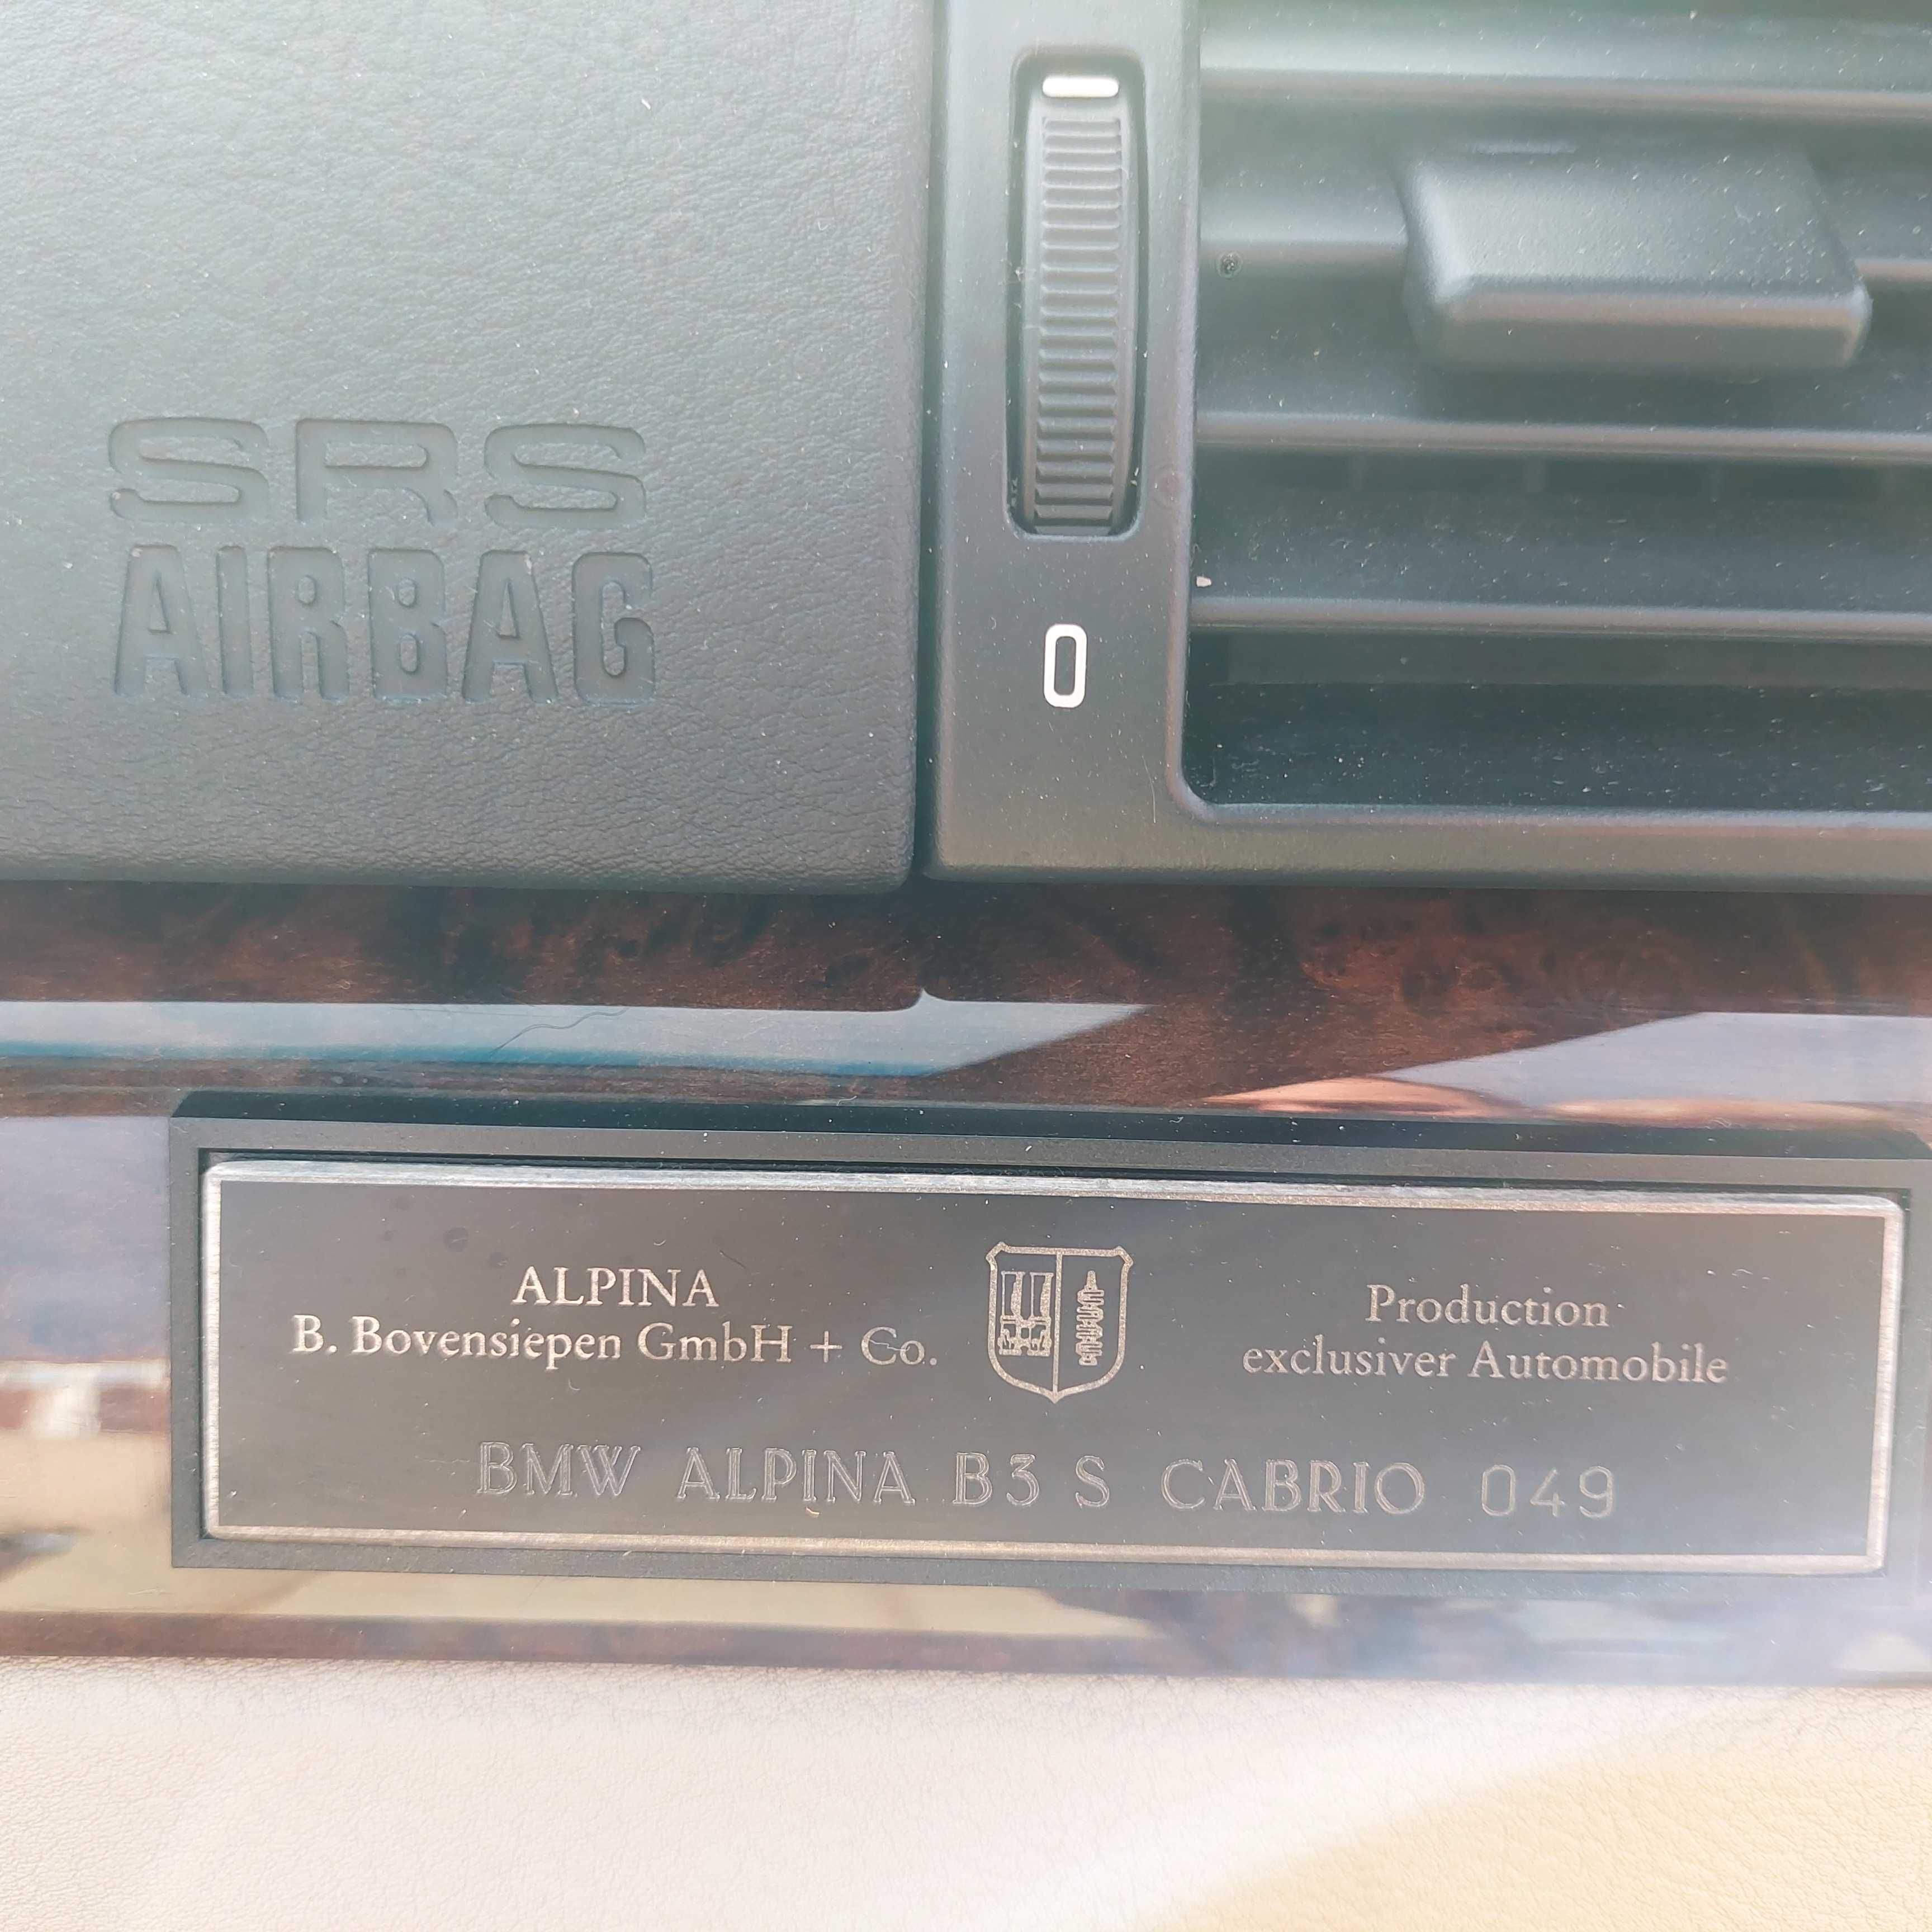 SRS
AIRBAG
0
ALPINA
B. Bovensiepen GmbH + Co.
Production
exclusiver Automobile
BMW ALPINA B3 S CABRIO 049